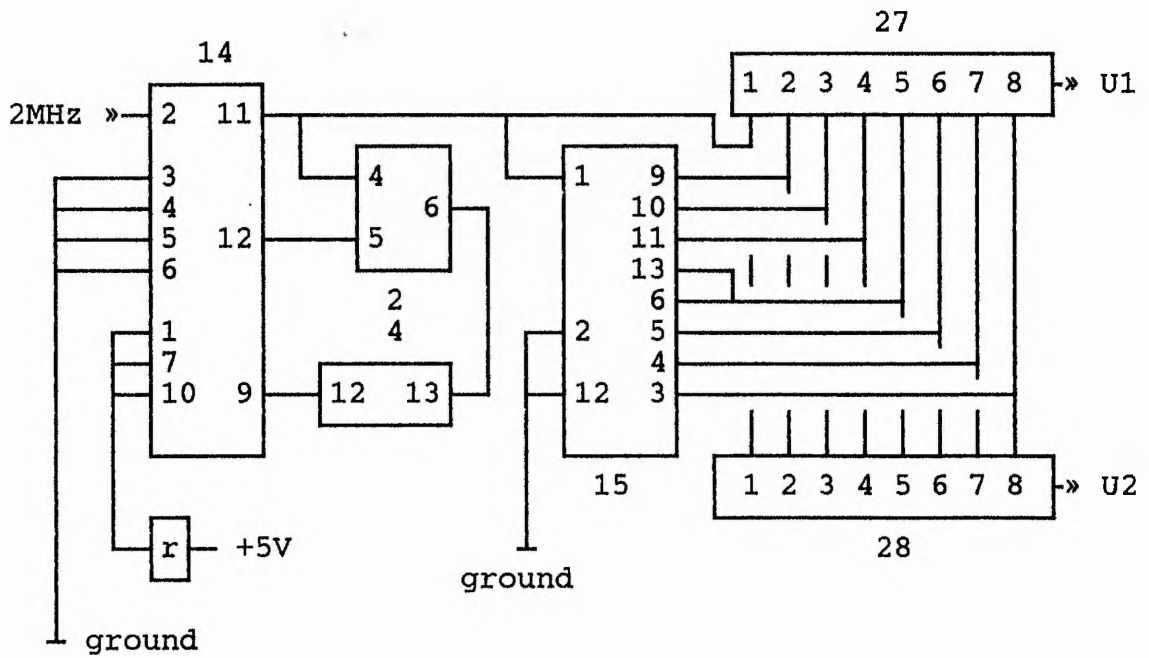 27
14
1 2 3 4 5 6 7 8 » U1
2MHz » 2 11
3 4 1 9
4 6 10
5 12 5 11
6 13
2 6
1 4 2 5
7 4
10 9 12 13 12 3
15 1 2 3 4 5 6 7 8 » U2
r +5V 28
ground
ground